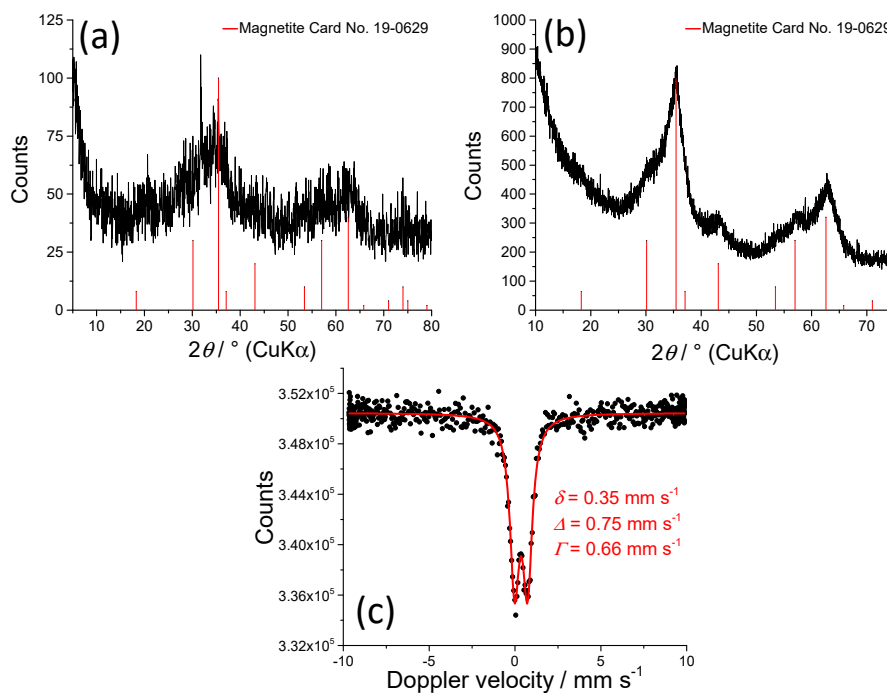 (a)
Magnetite Card No. 19-0629
125
100
75
50
25
0
Counts
10 20 30 40 50 60 70 80
2θ / ° (CuKα)
(b)
Magnetite Card No. 19-0629
1000
900
800
700
600
500
400
300
200
100
0
Counts
10 20 30 40 50 60 70
2θ / ° (CuKα)
3.52x10⁵
3.48x10⁵
3.44x10⁵
3.40x10⁵
3.36x10⁵
3.32x10⁵
Counts
δ = 0.35 mm s⁻¹
Δ = 0.75 mm s⁻¹
Γ = 0.66 mm s⁻¹
(c)
-10 -5 0 5 10
Doppler velocity / mm s⁻¹